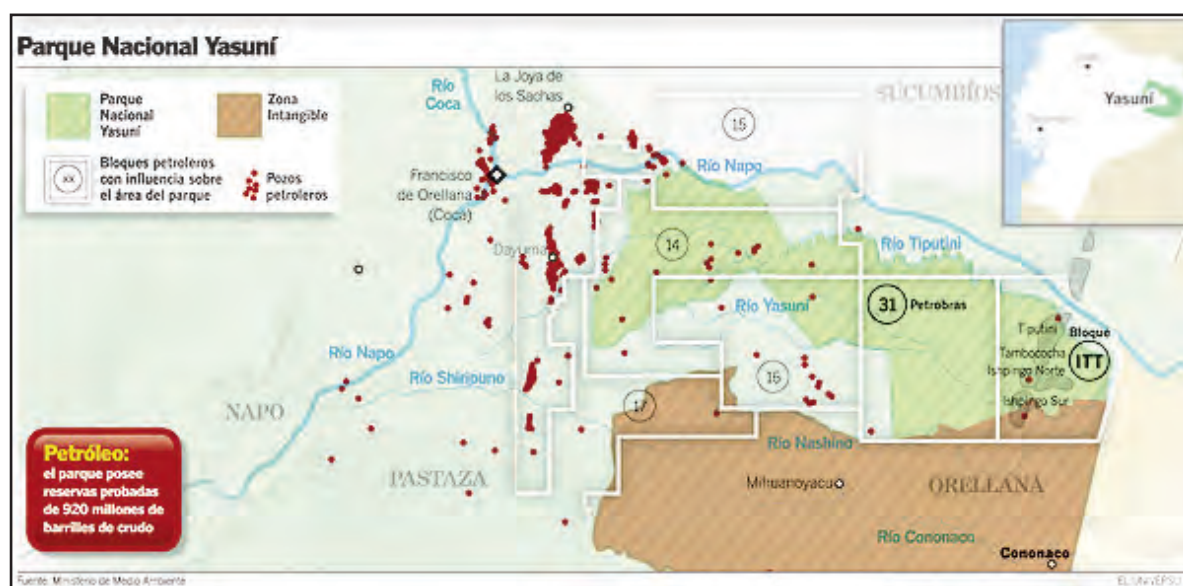 Parque Nacional Yasuní
Parque
Nacional
Yasuní
Zona
Intangible
xx
Bloques petroleros
con influencia sobre
el área del parque
Pozos
petroleros
Río
Coca
La Joya de
los Sachas
SUCUMBÍOS
Yasuní
15
Río Napo
Francisco
de Orellana
(Coca)
Río Tiputini
14
Dayuma
Río Yasuní
31
Petrobras
Tiputini
Bloque
ITT
Tambococha
Ishpingo Norte
Ishpingo Sur
Río Napo
Río Shiripuno
16
17
NAPO
Río Nashino
PASTAZA
Mihuanoyacu
ORELLANA
Petróleo:
el parque posee
reservas probadas
de 920 millones de
barrilles de crudo
Río Cononaco
Cononaco
Fuente: Ministerio de Medio Ambiente
EL UNIVERSO